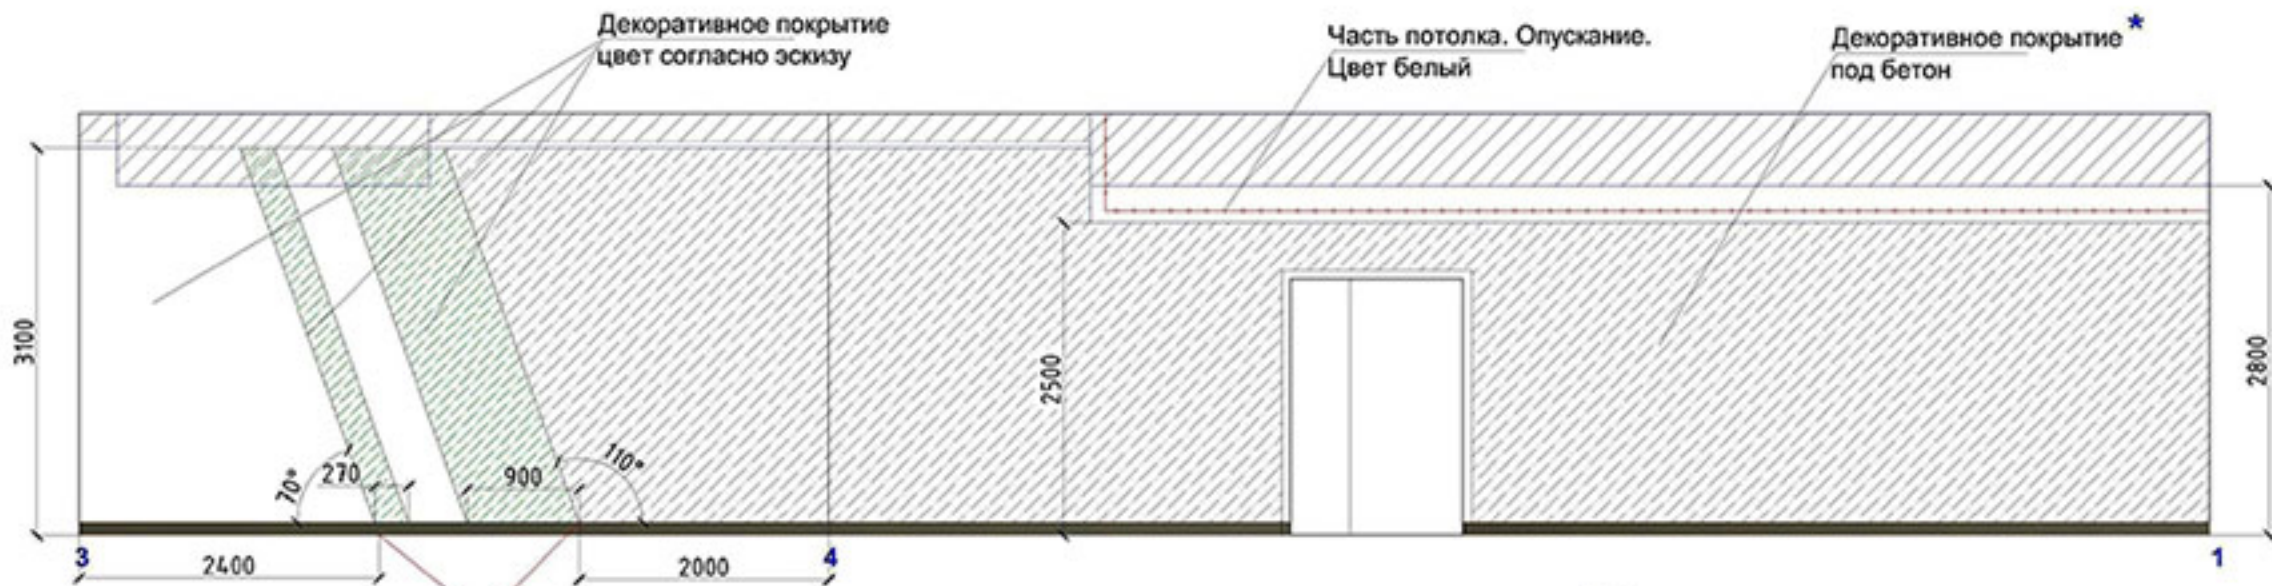 Декоративное покрытие
цвет согласно эскизу
Часть потолка. Опускание.
Цвет белый
Декоративное покрытие *
под бетон
3100
2500
2800
70°
270
900
110°
3
2400
2000
4
1